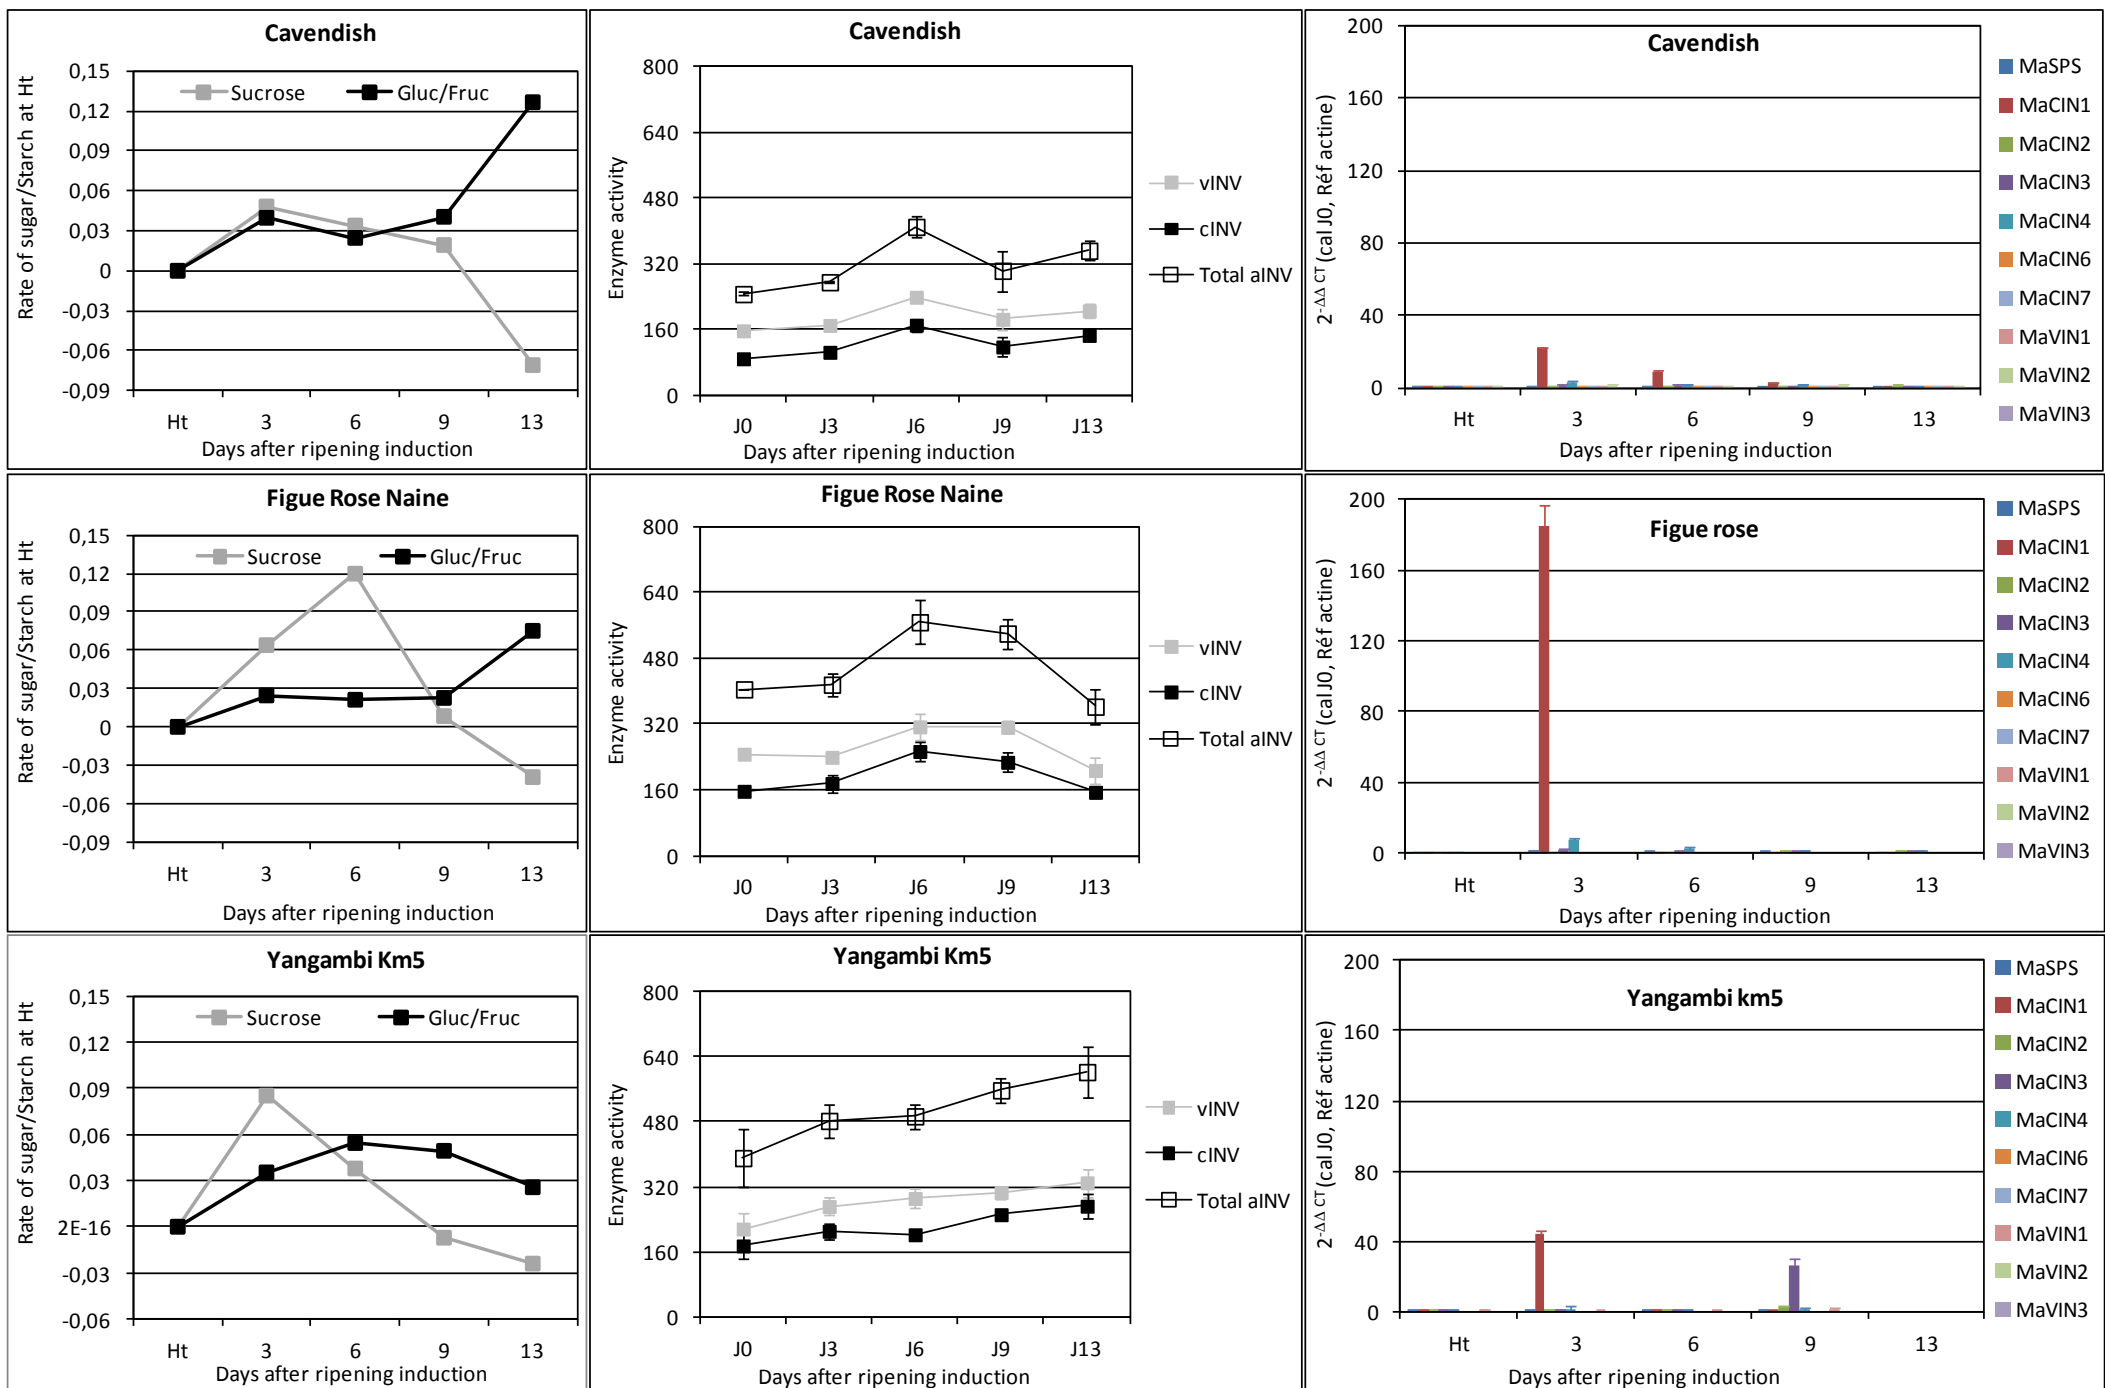 Cavendish
Rate of sugar/Starch at Ht
0,15
0,12
0,09
0,06
0,03
0
-0,03
-0,06
-0,09
Sucrose
Gluc/Fruc
Ht 3 6 9 13
Days after ripening induction
Cavendish
Enzyme activity
800
640
480
320
160
0
vINV
cINV
Total aINV
J0 J3 J6 J9 J13
Days after ripening induction
Cavendish
2-ΔΔ CT (cal J0, Réf actine)
200
160
120
80
40
0
MaSPS
MaCIN1
MaCIN2
MaCIN3
MaCIN4
MaCIN6
MaCIN7
MaVIN1
MaVIN2
MaVIN3
Ht 3 6 9 13
Days after ripening induction
Figue Rose Naine
Rate of sugar/Starch at Ht
0,15
0,12
0,09
0,06
0,03
0
-0,03
-0,06
-0,09
Sucrose
Gluc/Fruc
Ht 3 6 9 13
Days after ripening induction
Figue Rose Naine
Enzyme activity
800
640
480
320
160
0
vINV
cINV
Total aINV
J0 J3 J6 J9 J13
Days after ripening induction
Figue rose
2-ΔΔ CT (cal J0, Réf actine)
200
160
120
80
40
0
MaSPS
MaCIN1
MaCIN2
MaCIN3
MaCIN4
MaCIN6
MaCIN7
MaVIN1
MaVIN2
MaVIN3
Ht 3 6 9 13
Days after ripening induction
Yangambi Km5
Rate of sugar/Starch at Ht
0,15
0,12
0,09
0,06
0,03
2E-16
-0,03
-0,06
Sucrose
Gluc/Fruc
Ht 3 6 9 13
Days after ripening induction
Yangambi Km5
Enzyme activity
800
640
480
320
160
0
vINV
cINV
Total aINV
J0 J3 J6 J9 J13
Days after ripening induction
Yangambi km5
2-ΔΔ CT (cal J0, Réf actine)
200
160
120
80
40
0
MaSPS
MaCIN1
MaCIN2
MaCIN3
MaCIN4
MaCIN6
MaCIN7
MaVIN1
MaVIN2
MaVIN3
Ht 3 6 9 13
Days after ripening induction